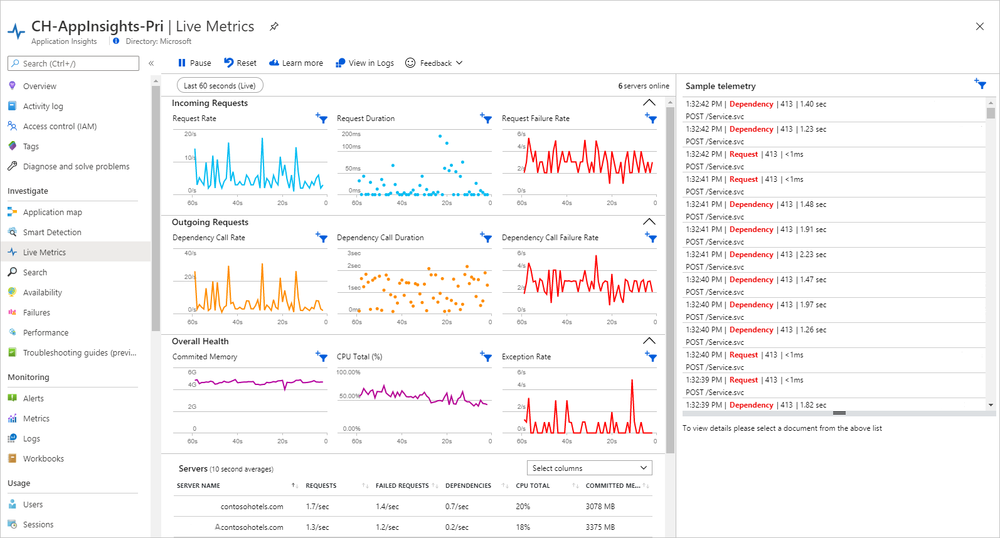 CH-AppInsights-Pri | Live Metrics
Application Insights
Directory: Microsoft
Search (Ctrl+/)
«
Overview
Activity log
Access control (IAM)
Tags
Diagnose and solve problems
Investigate
Application map
Smart Detection
Live Metrics
Search
Availability
Failures
Performance
Troubleshooting guides (previ...
Monitoring
Alerts
Metrics
Logs
Workbooks
Usage
Users
Sessions
Pause
Reset
Learn more
View in Logs
Feedback
Last 60 seconds (Live)
6 servers online
Incoming Requests
Request Rate
20/s
10/s
0/s
60s 40s 20s 0
Request Duration
200ms
100ms
50ms
0ms
60s 40s 20s 0
Request Failure Rate
6/s
4/s
2/s
0/s
60s 40s 20s 0
Outgoing Requests
Dependency Call Rate
40/s
20/s
0/s
60s 40s 20s 0
Dependency Call Duration
3sec
2sec
1sec
0ms
60s 40s 20s 0
Dependency Call Failure Rate
6/s
4/s
2/s
0/s
60s 40s 20s 0
Overall Health
Commited Memory
6G
4G
2G
0
60s 40s 20s 0
CPU Total (%)
100.00%
50.00%
0.00%
60s 40s 20s 0
Exception Rate
6/s
4/s
2/s
0/s
60s 40s 20s 0
Servers (10 second averages)
Select columns
SERVER NAME REQUESTS FAILED REQUESTS DEPENDENCIES CPU TOTAL COMMITTED ME...
contosohotels.com 1.7/sec 1.4/sec 0.7/sec 20% 3078 MB
A.contosohotels.com 1.3/sec 1.2/sec 0.2/sec 18% 3375 MB
Sample telemetry
1:32:42 PM | Dependency | 413 | 1.40 sec
POST /Service.svc
1:32:42 PM | Dependency | 413 | 1.23 sec
POST /Service.svc
1:32:42 PM | Request | 413 | <1ms
POST /Service.svc
1:32:41 PM | Request | 413 | <1ms
POST /Service.svc
1:32:41 PM | Dependency | 413 | 1.48 sec
POST /Service.svc
1:32:41 PM | Dependency | 413 | 1.91 sec
POST /Service.svc
1:32:41 PM | Dependency | 413 | 2.23 sec
POST /Service.svc
1:32:40 PM | Dependency | 413 | 1.47 sec
POST /Service.svc
1:32:40 PM | Dependency | 413 | 1.97 sec
POST /Service.svc
1:32:40 PM | Dependency | 413 | 1.26 sec
POST /Service.svc
1:32:40 PM | Request | 413 | <1ms
POST /Service.svc
1:32:39 PM | Request | 413 | <1ms
POST /Service.svc
1:32:39 PM | Dependency | 413 | 1.82 sec
To view details please select a document from the above list